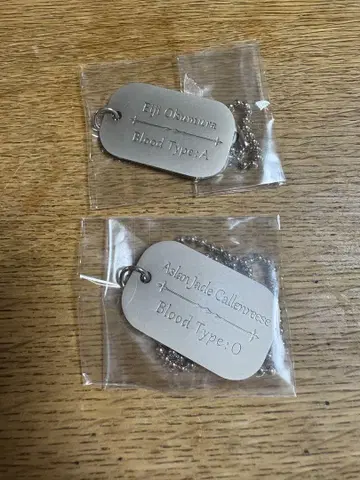 Eiji Okumura
Blood Type:A
Aslan Jade Callenreese
Blood Type:O